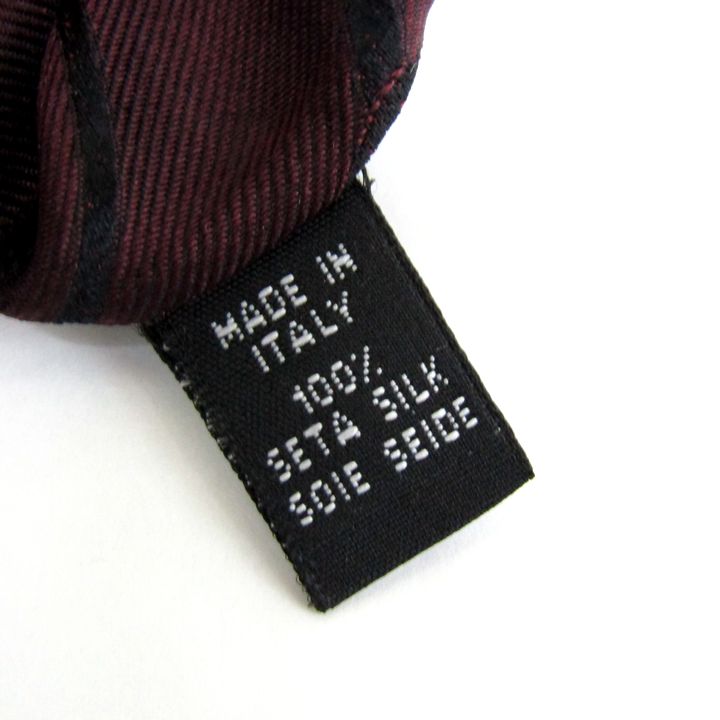 MADE IN
ITALY
100%
SETA SILK
SOIE SEIDE